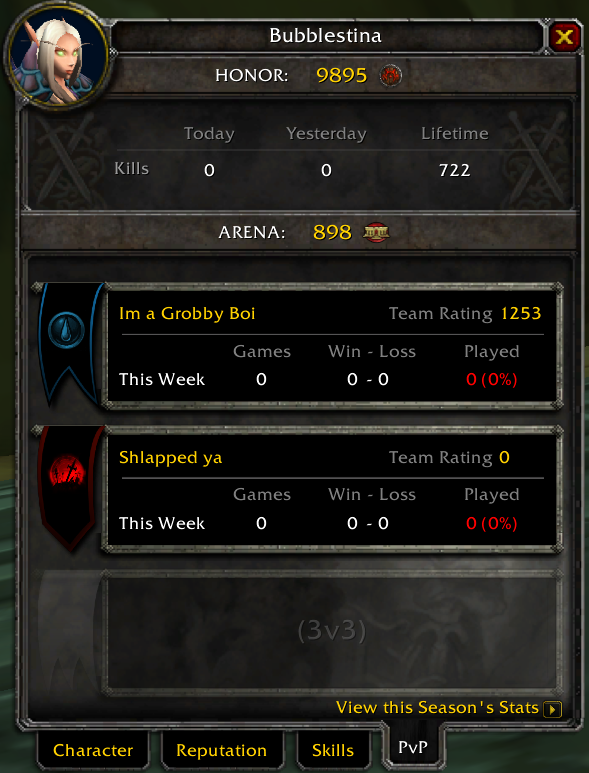 Bubblestina
HONOR: 9895
Today Yesterday Lifetime
Kills 0 0 722
ARENA: 898
Im a Grobby Boi Team Rating 1253
Games Win - Loss Played
This Week 0 0 - 0 0 (0%)
Shlapped ya Team Rating 0
Games Win - Loss Played
This Week 0 0 - 0 0 (0%)
(3v3)
View this Season's Stats
Character Reputation Skills PvP